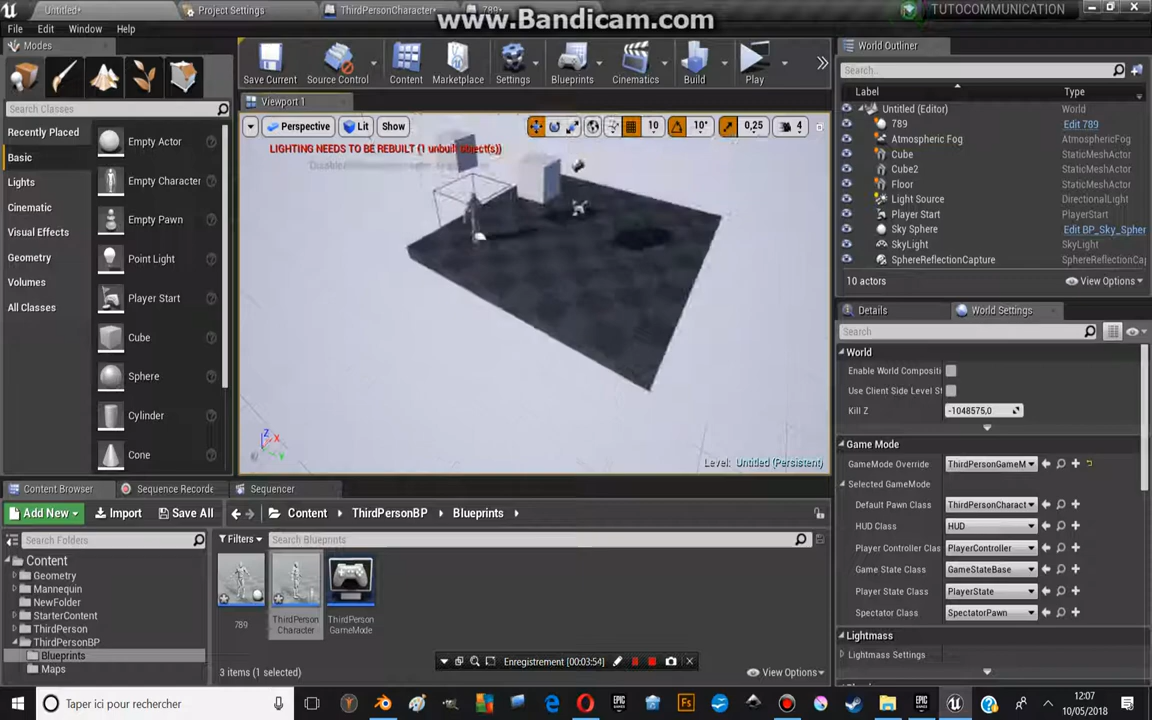 Untitled*
Project Settings
ThirdPersonCharacter*
789*
www.Bandicam.com
TUTOCOMMUNICATION
File Edit Window Help
Modes
Search Classes
Recently Placed
Basic
Lights
Cinematic
Visual Effects
Geometry
Volumes
All Classes
Empty Actor
Empty Character
Empty Pawn
Point Light
Player Start
Cube
Sphere
Cylinder
Cone
Save Current
Source Control
Content
Marketplace
Settings
Blueprints
Cinematics
Build
Play
Viewport 1
Perspective
Lit
Show
10
10°
0,25
4
LIGHTING NEEDS TO BE REBUILT (1 unbuilt object(s))
Level: Untitled (Persistent)
World Outliner
Search...
Label Type
Untitled (Editor) World
789 Edit 789
Atmospheric Fog AtmosphericFog
Cube StaticMeshActor
Cube2 StaticMeshActor
Floor StaticMeshActor
Light Source DirectionalLight
Player Start PlayerStart
Sky Sphere Edit BP_Sky_Spher
SkyLight SkyLight
SphereReflectionCapture SphereReflectionCa
10 actors
View Options
Details
World Settings
Search
World
Enable World Compositi
Use Client Side Level S
Kill Z -1048575,0
Game Mode
GameMode Override ThirdPersonGameM
Selected GameMode
Default Pawn Class ThirdPersonCharact
HUD Class HUD
Player Controller Clas PlayerController
Game State Class GameStateBase
Player State Class PlayerState
Spectator Class SpectatorPawn
Lightmass
Lightmass Settings
Content Browser
Sequence Recorde
Sequencer
Add New
Import
Save All
Content
ThirdPersonBP
Blueprints
Search Folders
Filters
Search Blueprints
Content
Geometry
Mannequin
NewFolder
StarterContent
ThirdPerson
ThirdPersonBP
Blueprints
Maps
789
ThirdPerson
Character
ThirdPerson
GameMode
3 items (1 selected)
View Options
Enregistrement [00:03:54]
Taper ici pour rechercher
12:07
10/05/2018